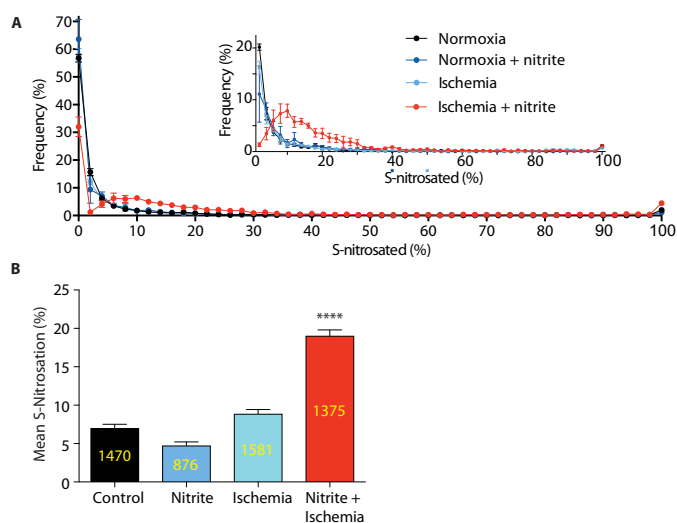 A
Frequency (%)
70
60
50
40
30
20
10
0
0 10 20 30 40 50 60 70 80 90 100
S-nitrosated (%)
Frequency (%)
20
10
0
0 20 40 60 80 100
S-nitrosated (%)
Normoxia
Normoxia + nitrite
Ischemia
Ischemia + nitrite
B
Mean S-Nitrosation (%)
25
20
15
10
5
0
****
1470 876 1581 1375
Control Nitrite Ischemia Nitrite +
Ischemia